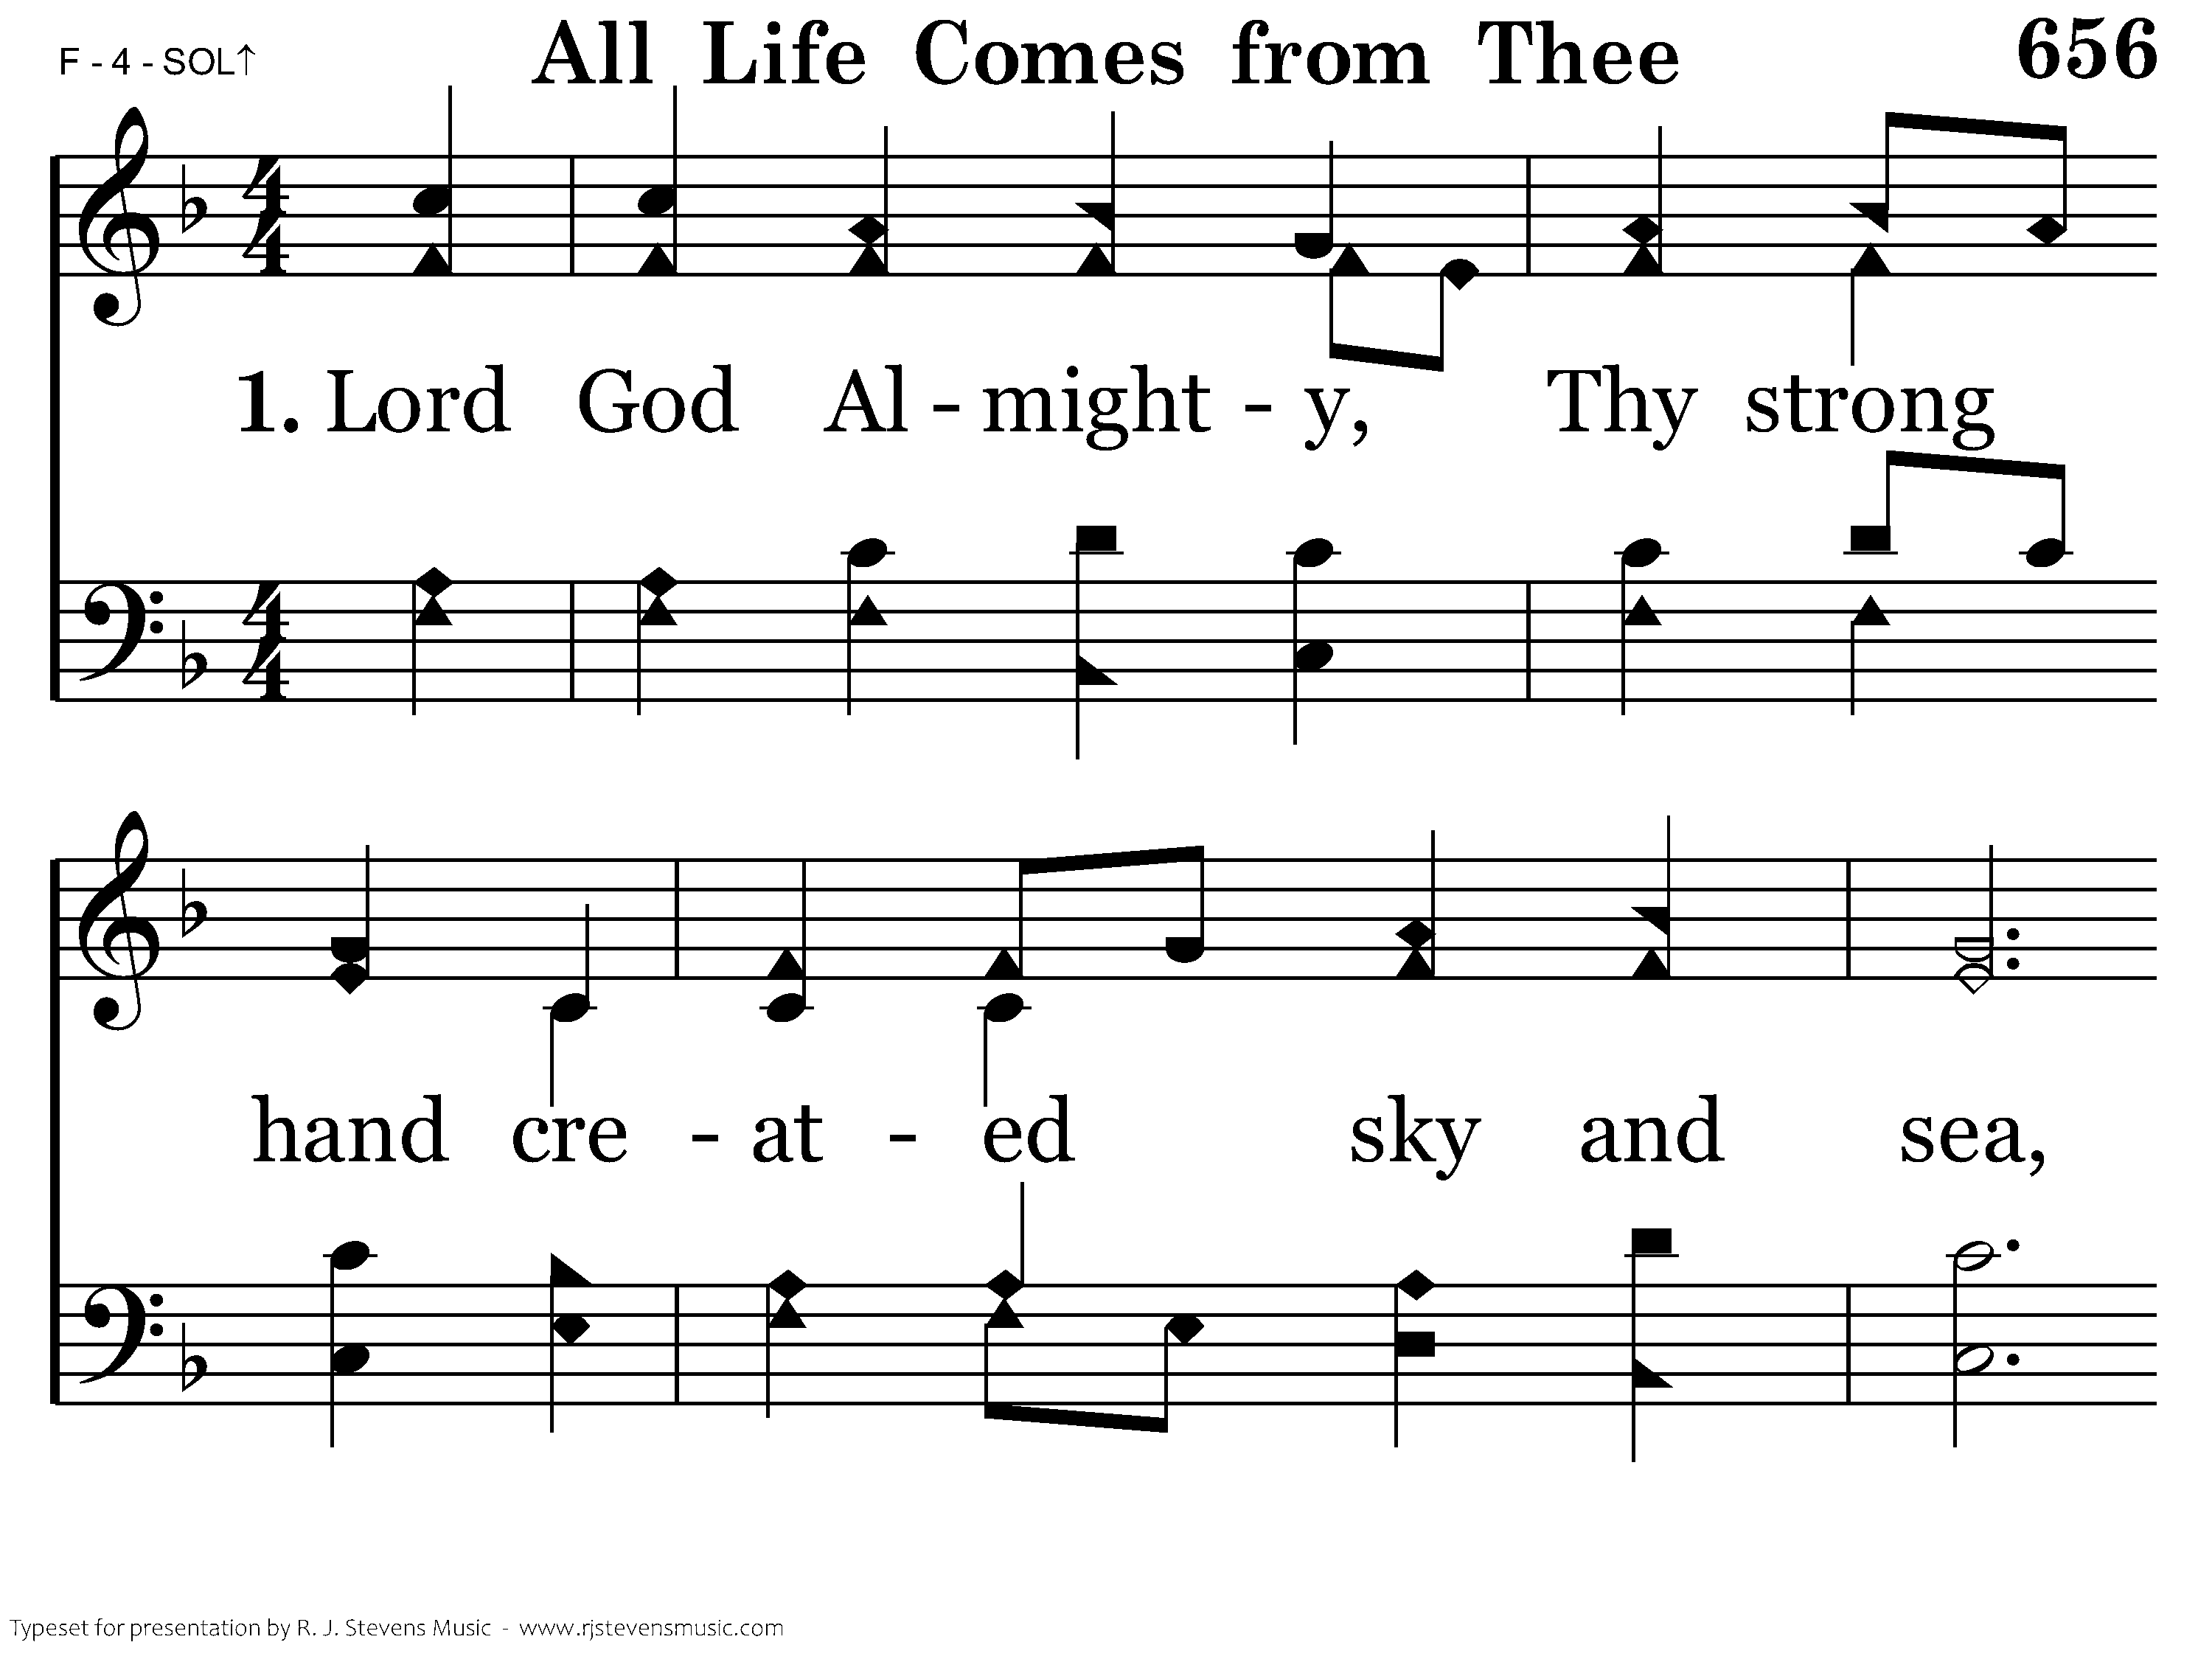 F - 4 - SOL↑ All Life Comes from Thee 656
1. Lord God Al - might - y, Thy strong
hand cre - at - ed sky and sea,
Typeset for presentation by R. J. Stevens Music - www.rjstevensmusic.com